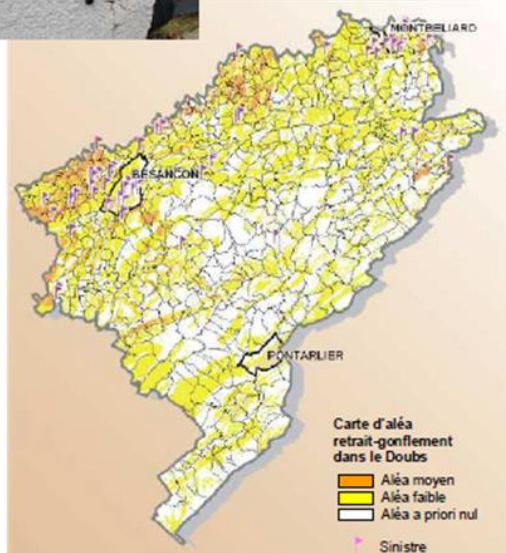 MONTBELIARD
BESANCON
PONTARLIER
Carte d'aléa
retrait-gonflement
dans le Doubs
Aléa moyen
Aléa faible
Aléa a priori nul
Sinistre